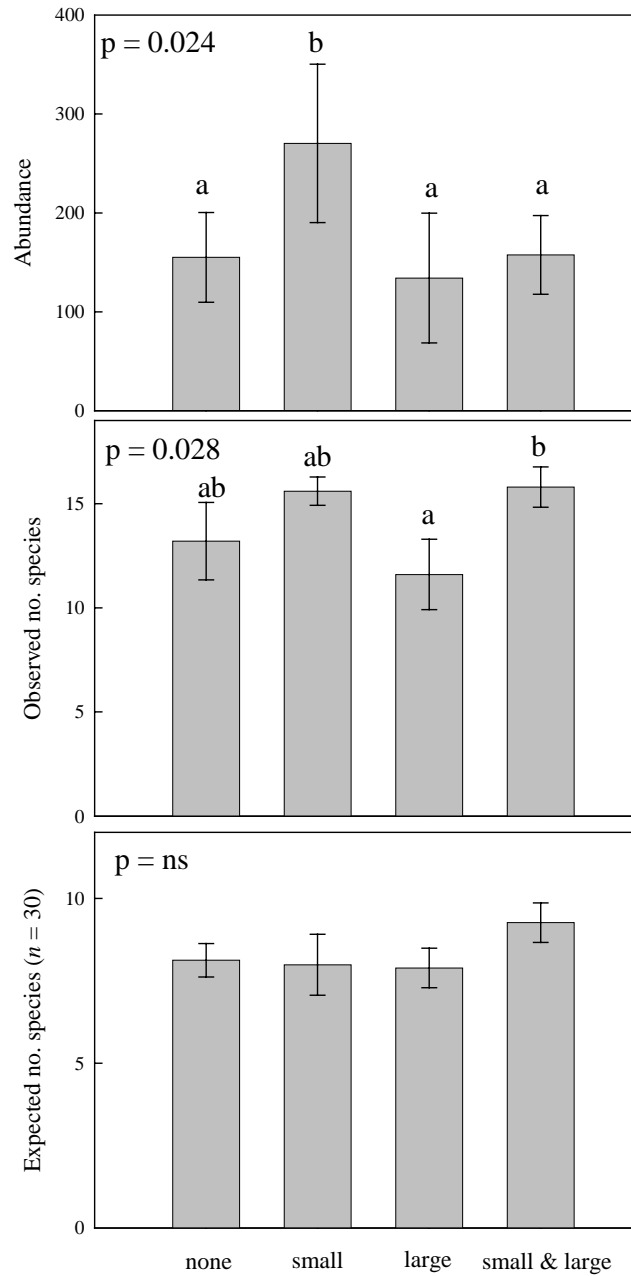 400
300
200
100
0
Abundance
p = 0.024
a
b
a
a
15
10
5
0
Observed no. species
p = 0.028
ab
ab
a
b
10
5
0
Expected no. species (n = 30)
p = ns
none small large small & large